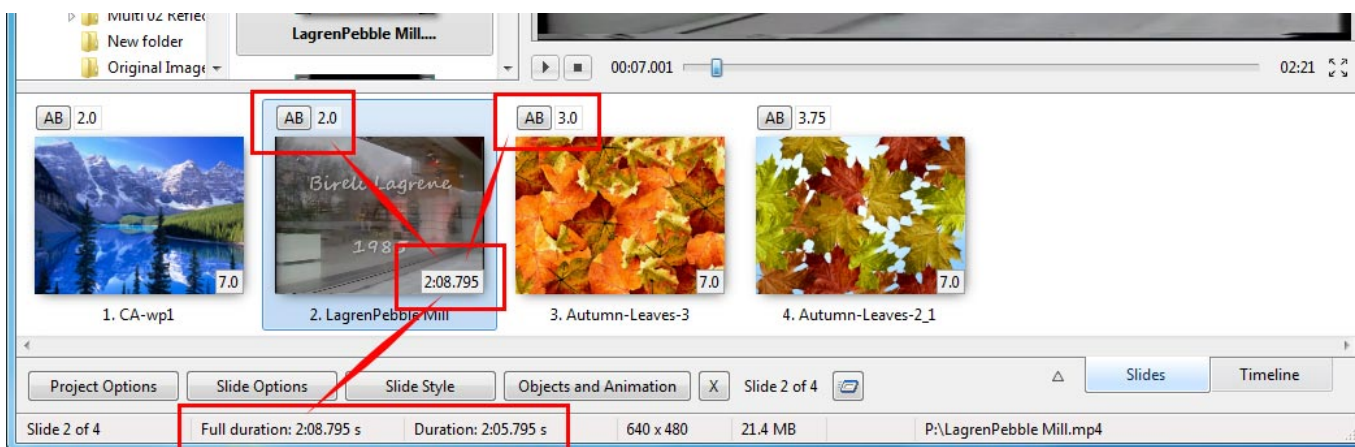 Multi 02 Reflec
New folder
Original Image
LagrenPebble Mill....
00:07.001
02:21
AB 2.0
AB 2.0
AB 3.0
AB 3.75
Bireli Lagrene
1985
7.0
2:08.795
7.0
7.0
1. CA-wp1
2. LagrenPebble Mill
3. Autumn-Leaves-3
4. Autumn-Leaves-2_1
Project Options
Slide Options
Slide Style
Objects and Animation
X
Slide 2 of 4
Slides
Timeline
Slide 2 of 4
Full duration: 2:08.795 s
Duration: 2:05.795 s
640 x 480
21.4 MB
P:\LagrenPebble Mill.mp4